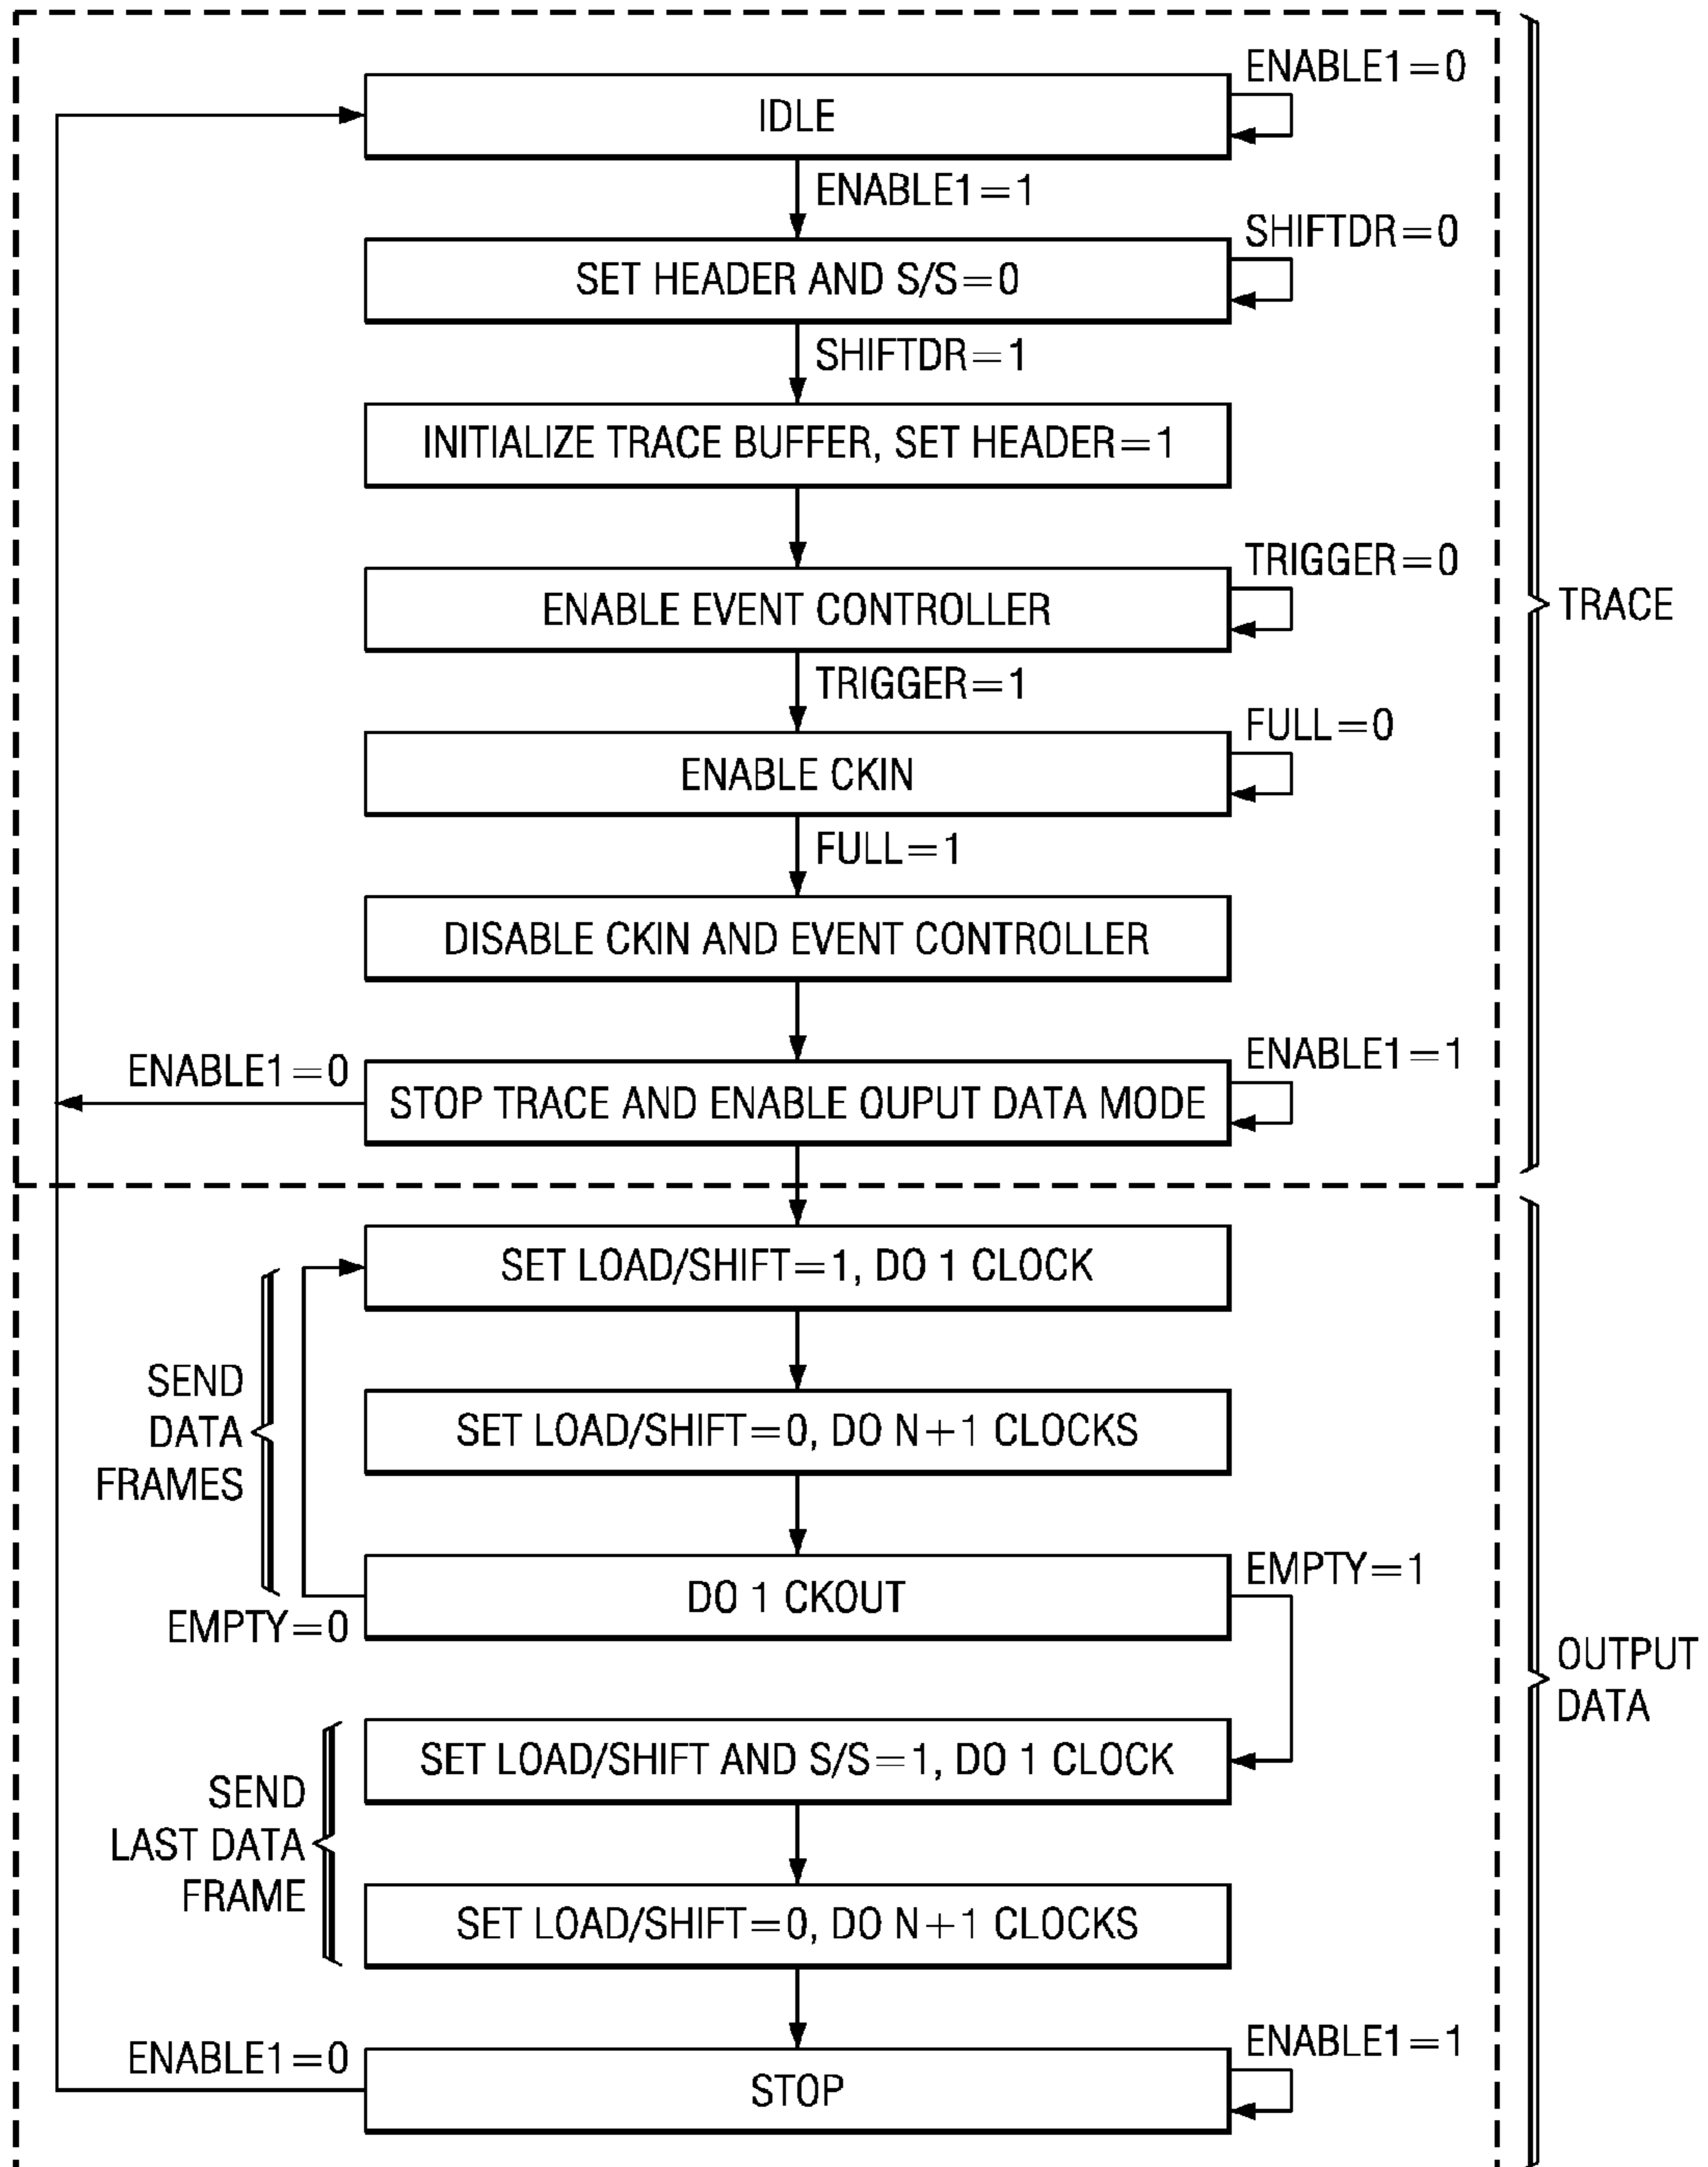 ENABLE1=0
IDLE
ENABLE1=1
SHIFTDR=0
SET HEADER AND S/S=0
SHIFTDR=1
INITIALIZE TRACE BUFFER, SET HEADER=1
TRIGGER=0
ENABLE EVENT CONTROLLER
TRACE
TRIGGER=1
FULL=0
ENABLE CKIN
FULL=1
DISABLE CKIN AND EVENT CONTROLLER
ENABLE1=0
ENABLE1=1
STOP TRACE AND ENABLE OUPUT DATA MODE
SET LOAD/SHIFT=1, DO 1 CLOCK
SEND
DATA
FRAMES
SET LOAD/SHIFT=0, DO N+1 CLOCKS
EMPTY=1
DO 1 CKOUT
EMPTY=0
OUTPUT
DATA
SET LOAD/SHIFT AND S/S=1, DO 1 CLOCK
SEND
LAST DATA
FRAME
SET LOAD/SHIFT=0, DO N+1 CLOCKS
ENABLE1=0
ENABLE1=1
STOP